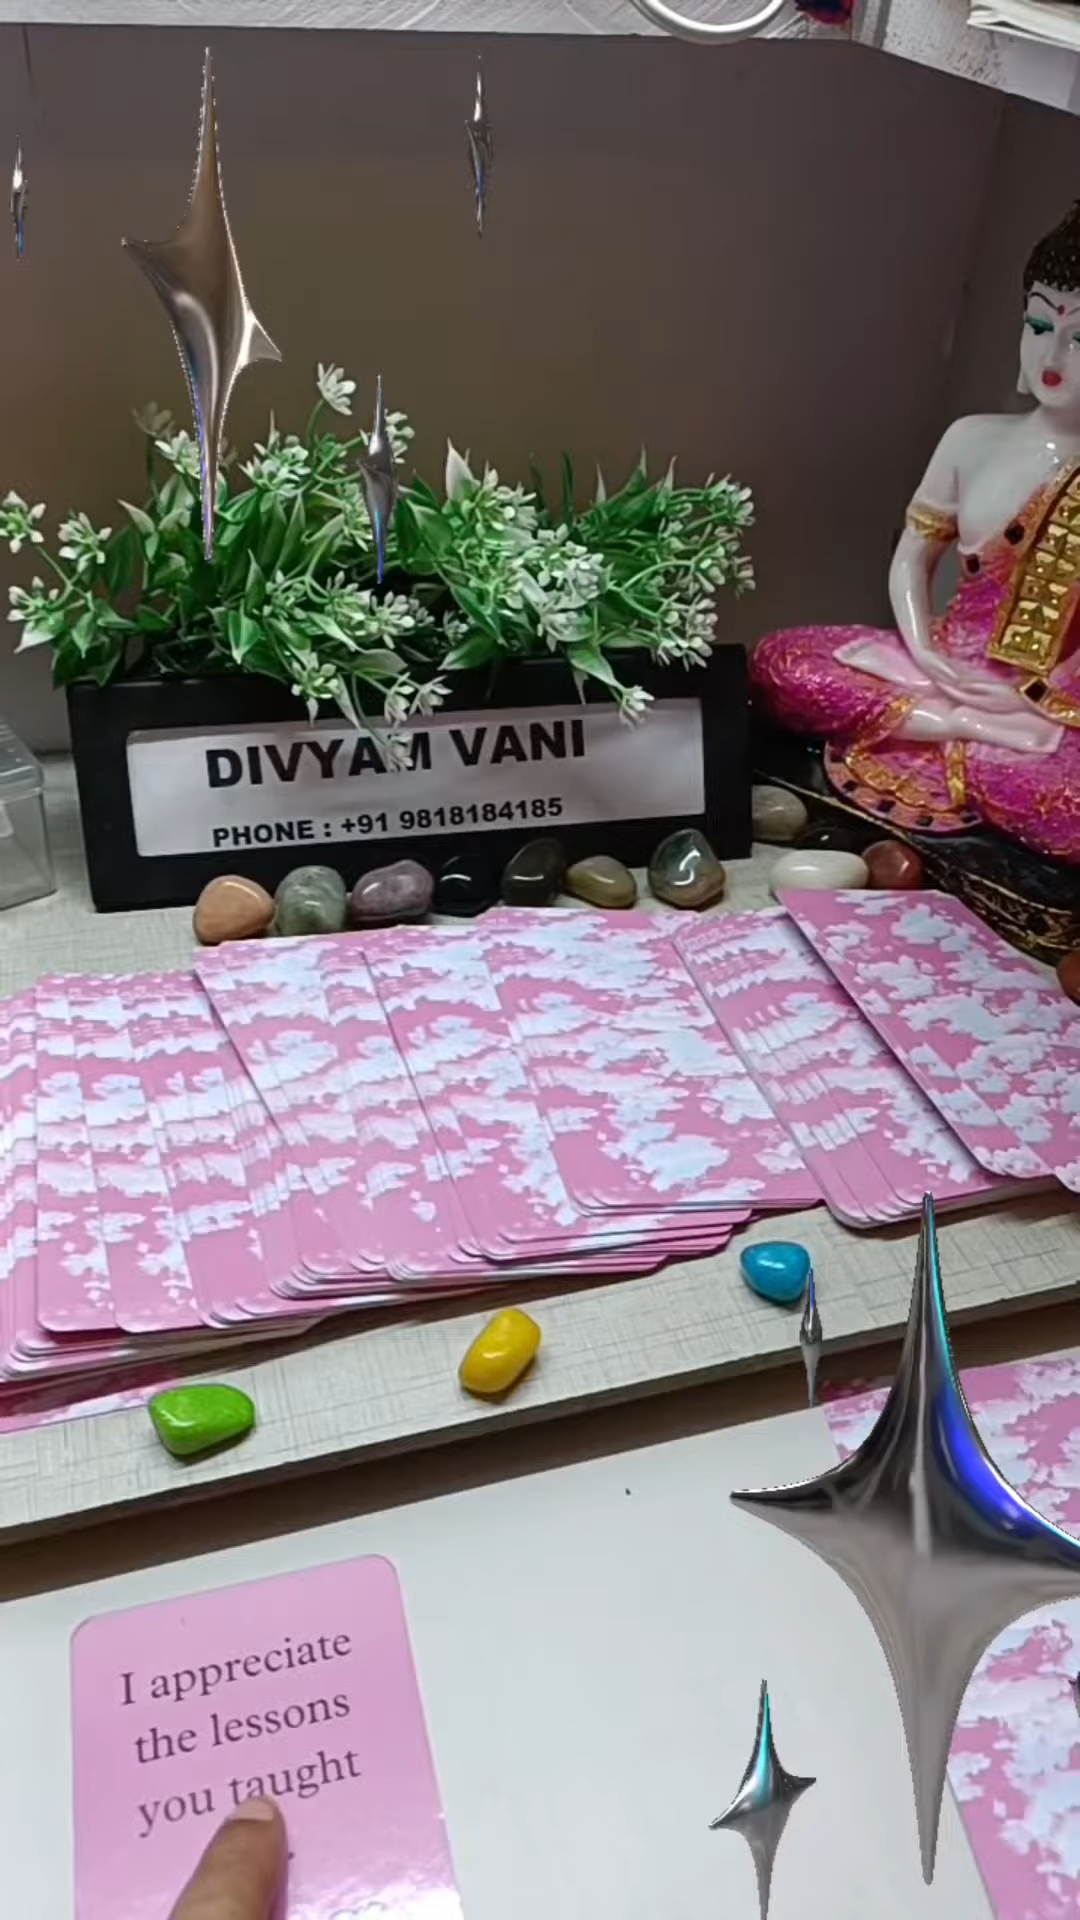 DIVYAM VANI
PHONE : +91 9818184185
I appreciate
the lessons
you taught